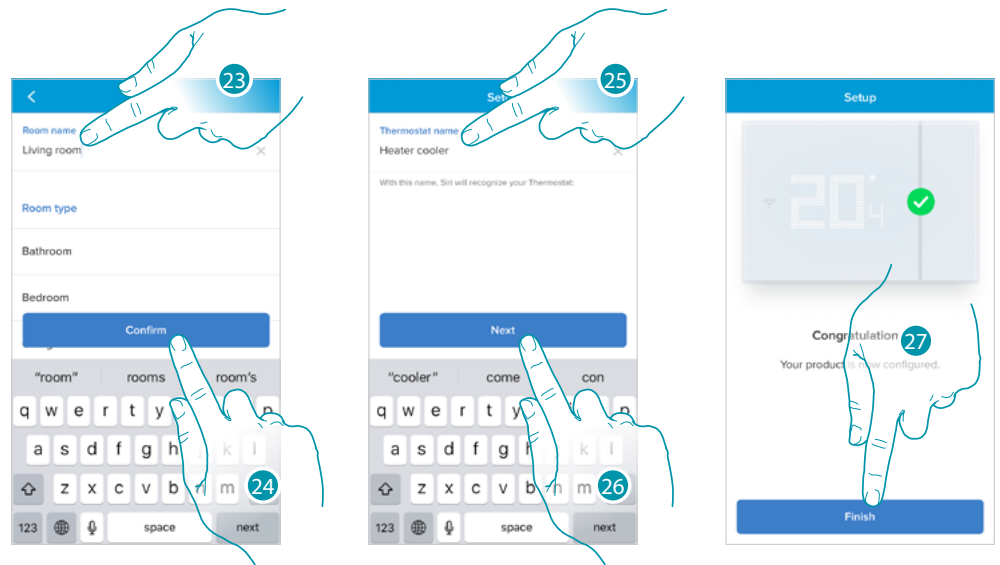 23
Room name
Living room
Room type
Bathroom
Bedroom
Confirm
"room" rooms room's
q w e r t y p
a s d f g h j k l
z x c v b n m
123 space next
24
25
Set
Thermostat name
Heater cooler
With this name, Siri will recognize your Thermostat:
Next
"cooler" come con
q w e r t y p
a s d f g h k l
z x c v b n m
123 space next
26
Setup
20.4
27
Congratulation
Your product is now configured.
Finish